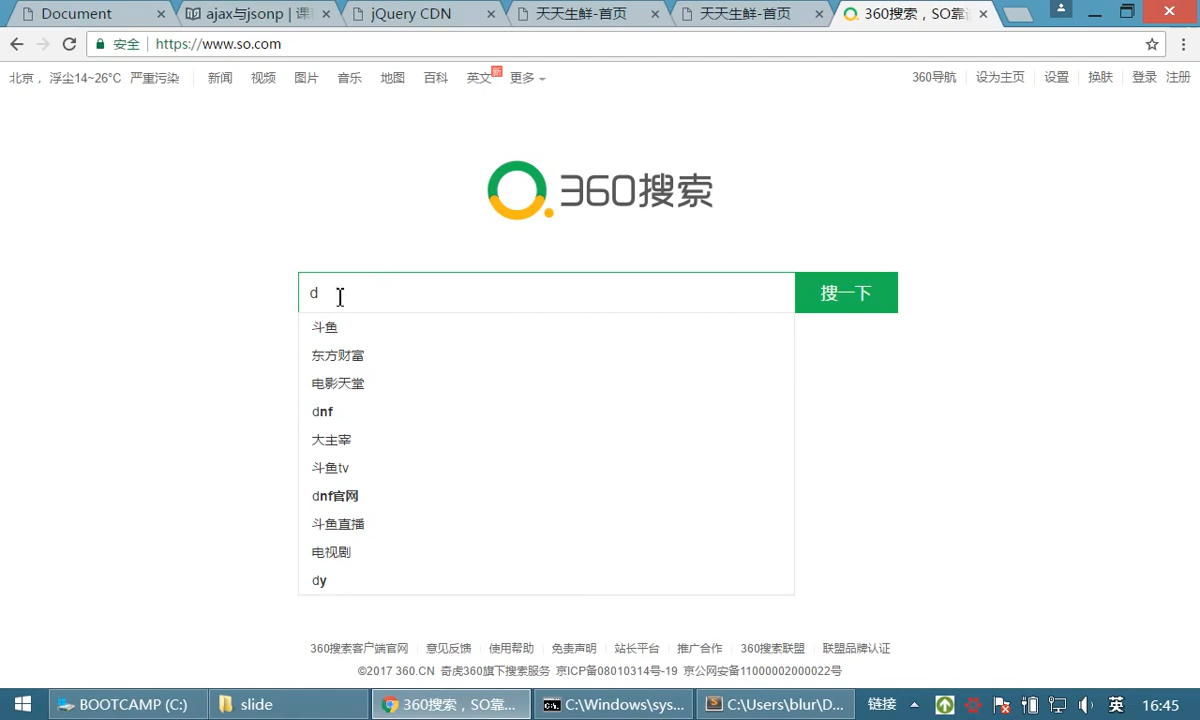 Document ajax与jsonp | 课 jQuery CDN 天天生鲜-首页 天天生鲜-首页 360搜索，SO靠
安全 https://www.so.com
北京， 浮尘14~26°C 严重污染 新闻 视频 图片 音乐 地图 百科 英文 新 更多 360导航 设为主页 设置 换肤 登录 注册
360搜索
d 搜一下
斗鱼
东方财富
电影天堂
dnf
大主宰
斗鱼tv
dnf官网
斗鱼直播
电视剧
dy
360搜索客户端官网 意见反馈 使用帮助 免责声明 站长平台 推广合作 360搜索联盟 联盟品牌认证
©2017 360.CN 奇虎360旗下搜索服务 京ICP备08010314号-19 京公网安备11000002000022号
BOOTCAMP (C:) slide 360搜索，SO靠... C:\Windows\sys... C:\Users\blur\D... 链接 英 16:45